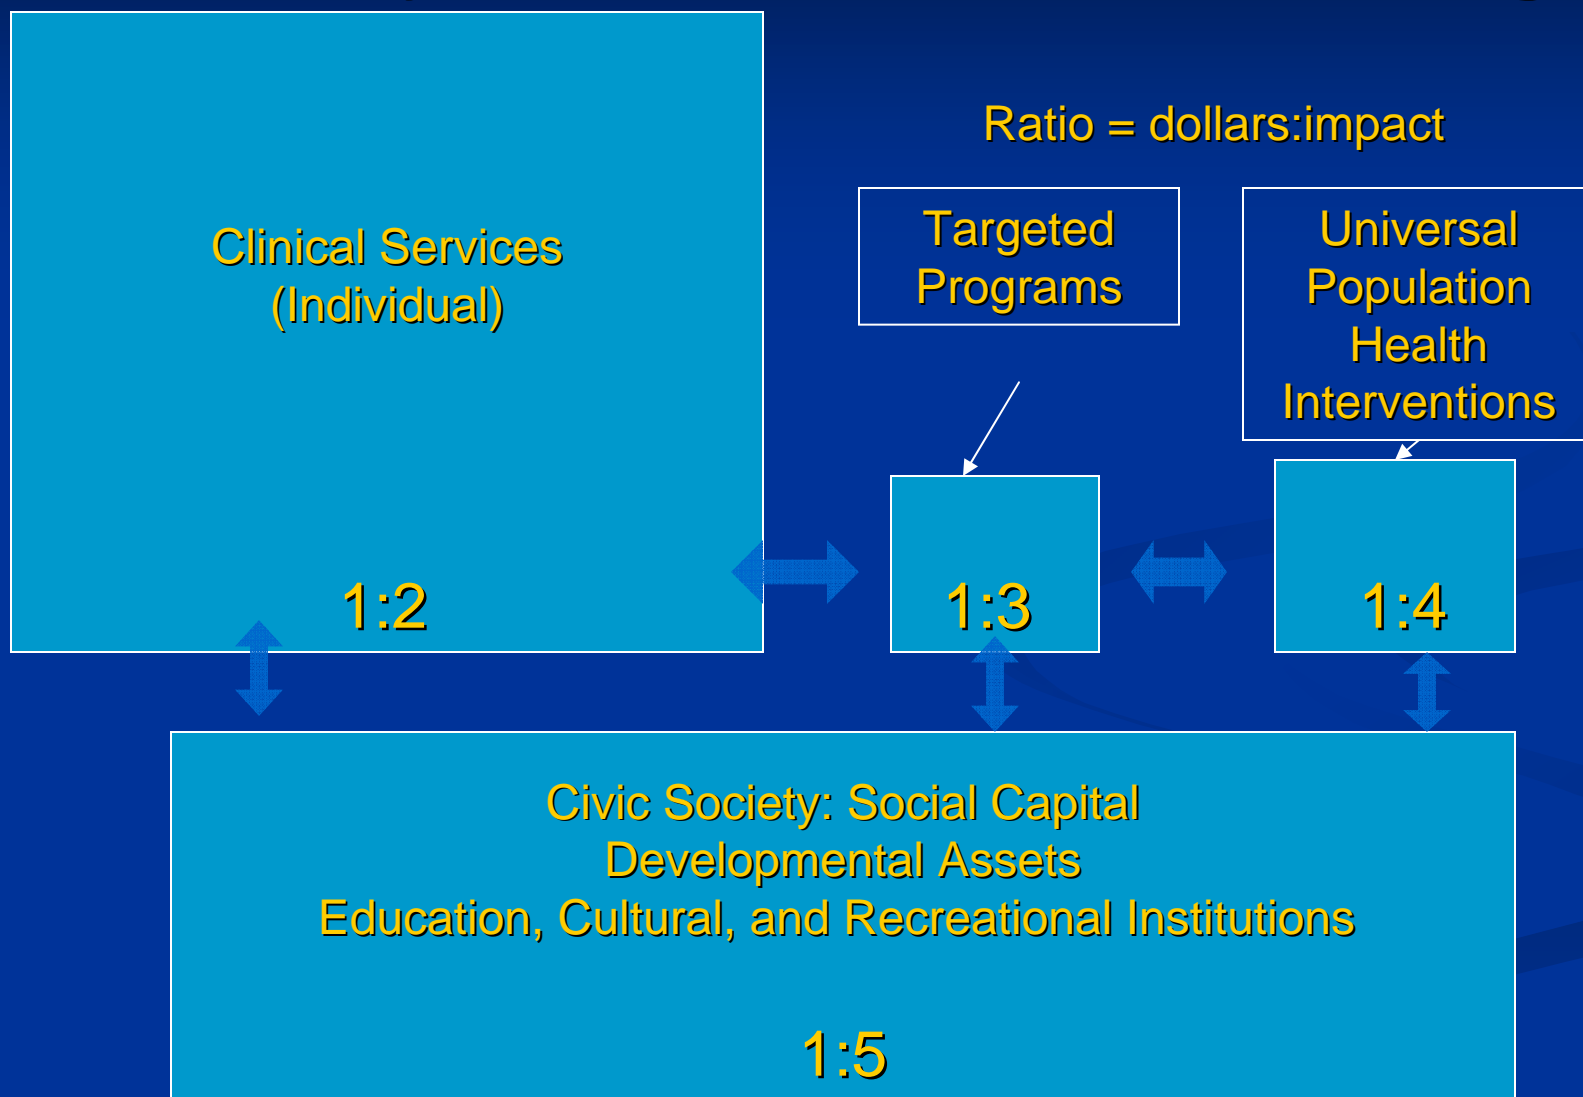 Ratio = dollars:impact
Clinical Services
(Individual)
1:2
Targeted
Programs
1:3
Universal
Population
Health
Interventions
1:4
Civic Society: Social Capital
Developmental Assets
Education, Cultural, and Recreational Institutions
1:5